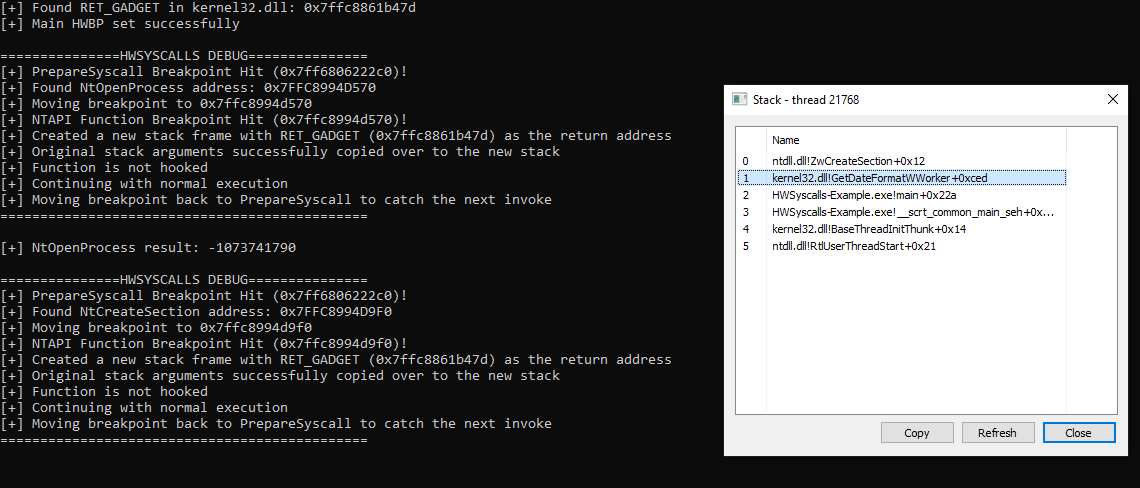 [+] Found RET_GADGET in kernel32.dll: 0x7ffc8861b47d
[+] Main HWBP set successfully
===============HWSYSCALLS DEBUG===============
[+] PrepareSyscall Breakpoint Hit (0x7ff6806222c0)!
[+] Found NtOpenProcess address: 0x7FFC8994D570
[+] Moving breakpoint to 0x7ffc8994d570
[+] NTAPI Function Breakpoint Hit (0x7ffc8994d570)!
[+] Created a new stack frame with RET_GADGET (0x7ffc8861b47d) as the return address
[+] Original stack arguments successfully copied over to the new stack
[+] Function is not hooked
[+] Continuing with normal execution
[+] Moving breakpoint back to PrepareSyscall to catch the next invoke
==============================================
[+] NtOpenProcess result: -1073741790
===============HWSYSCALLS DEBUG===============
[+] PrepareSyscall Breakpoint Hit (0x7ff6806222c0)!
[+] Found NtCreateSection address: 0x7FFC8994D9F0
[+] Moving breakpoint to 0x7ffc8994d9f0
[+] NTAPI Function Breakpoint Hit (0x7ffc8994d9f0)!
[+] Created a new stack frame with RET_GADGET (0x7ffc8861b47d) as the return address
[+] Original stack arguments successfully copied over to the new stack
[+] Function is not hooked
[+] Continuing with normal execution
[+] Moving breakpoint back to PrepareSyscall to catch the next invoke
==============================================
Stack - thread 21768
Name
0 ntdll.dll!ZwCreateSection+0x12
1 kernel32.dll!GetDateFormatWWorker+0xced
2 HWSyscalls-Example.exe!main+0x22a
3 HWSyscalls-Example.exe!__scrt_common_main_seh+0x...
4 kernel32.dll!BaseThreadInitThunk+0x14
5 ntdll.dll!RtlUserThreadStart+0x21
Copy Refresh Close